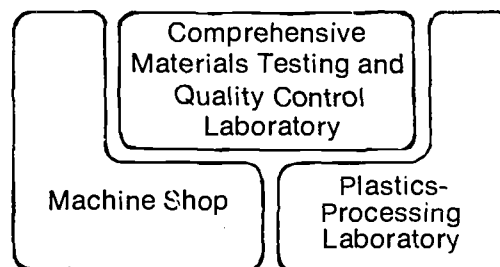 Comprehensive
Materials Testing and
Quality Control
Laboratory
Machine Shop
Plastics-
Processing
Laboratory